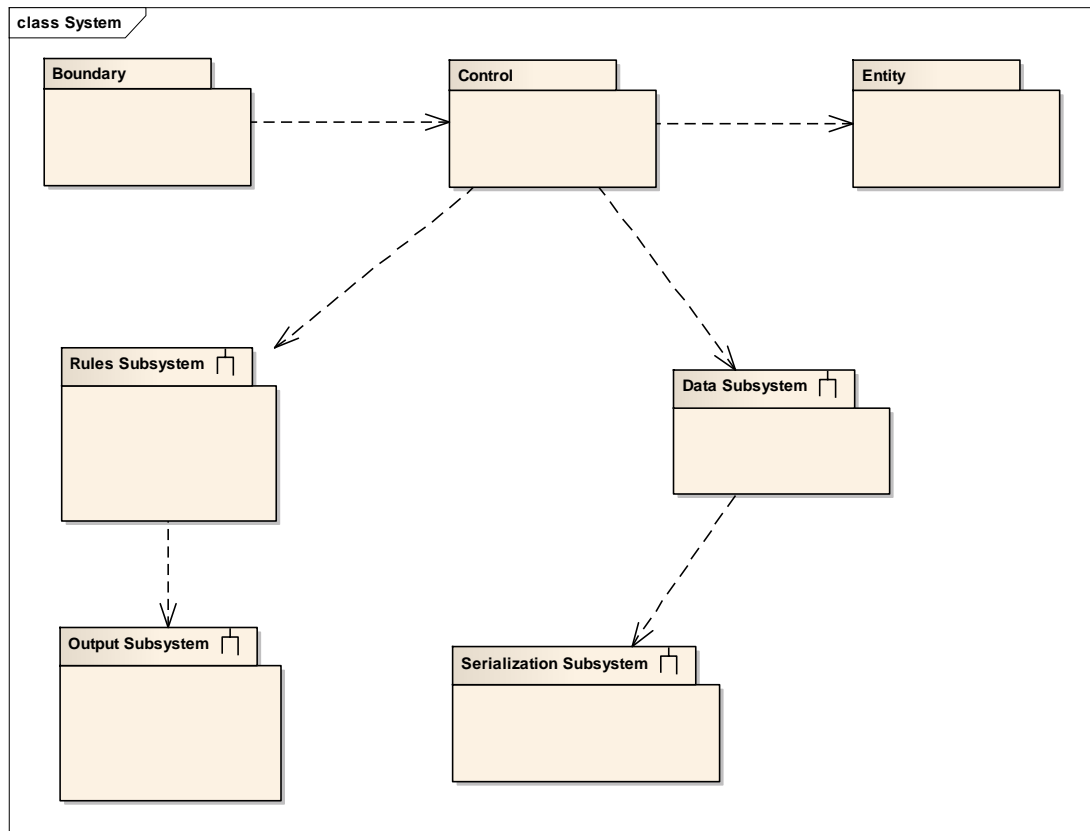 class System
Boundary
Control
Entity
Rules Subsystem
Data Subsystem
Output Subsystem
Serialization Subsystem